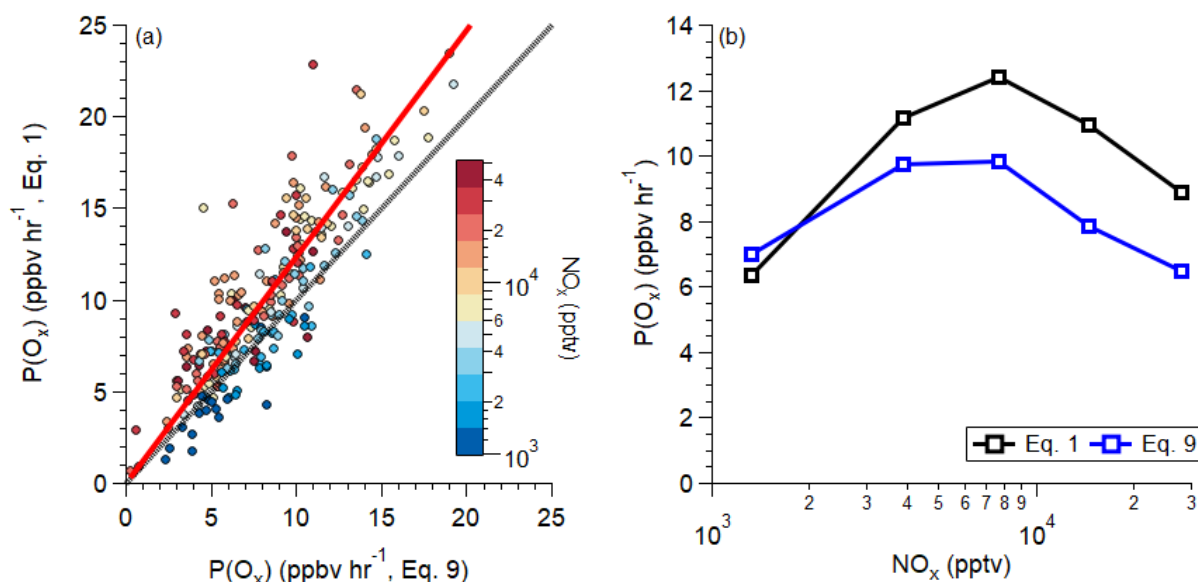 (a)
25
20
15
10
5
0
P(Oₓ) (ppbv hr⁻¹, Eq. 1)
0 5 10 15 20 25
P(Oₓ) (ppbv hr⁻¹, Eq. 9)
4
2
10⁴
6
4
2
10³
NOₓ (pptv)
(b)
14
12
10
8
6
4
2
0
P(Oₓ) (ppbv hr⁻¹)
Eq. 1 Eq. 9
10³ 2 3 4 5 6 7 8 9 10⁴ 2 3
NOₓ (pptv)